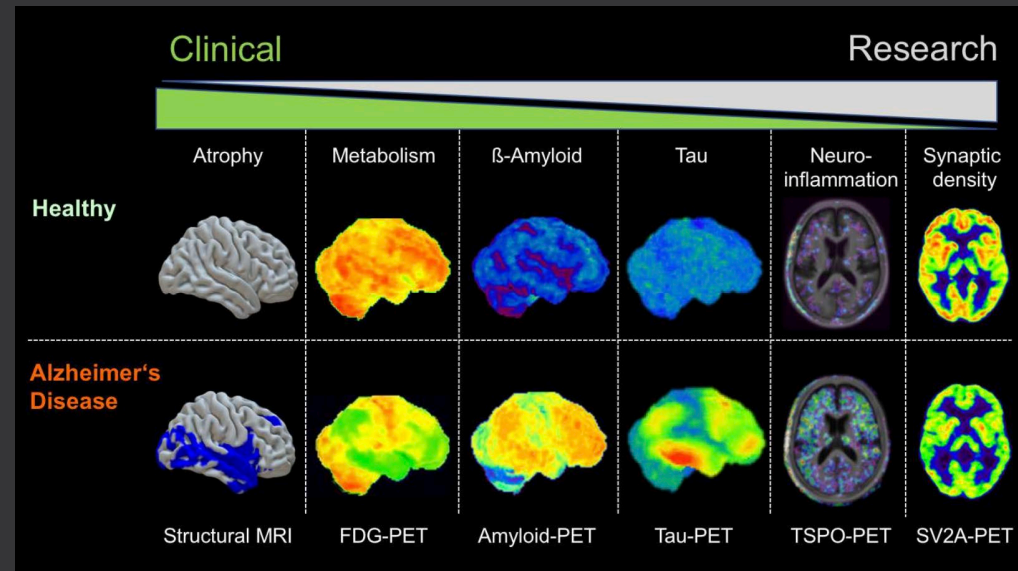 Clinical
Research
Atrophy
Metabolism
ß-Amyloid
Tau
Neuro-
inflammation
Synaptic
density
Healthy
Alzheimer‘s
Disease
Structural MRI
FDG-PET
Amyloid-PET
Tau-PET
TSPO-PET
SV2A-PET